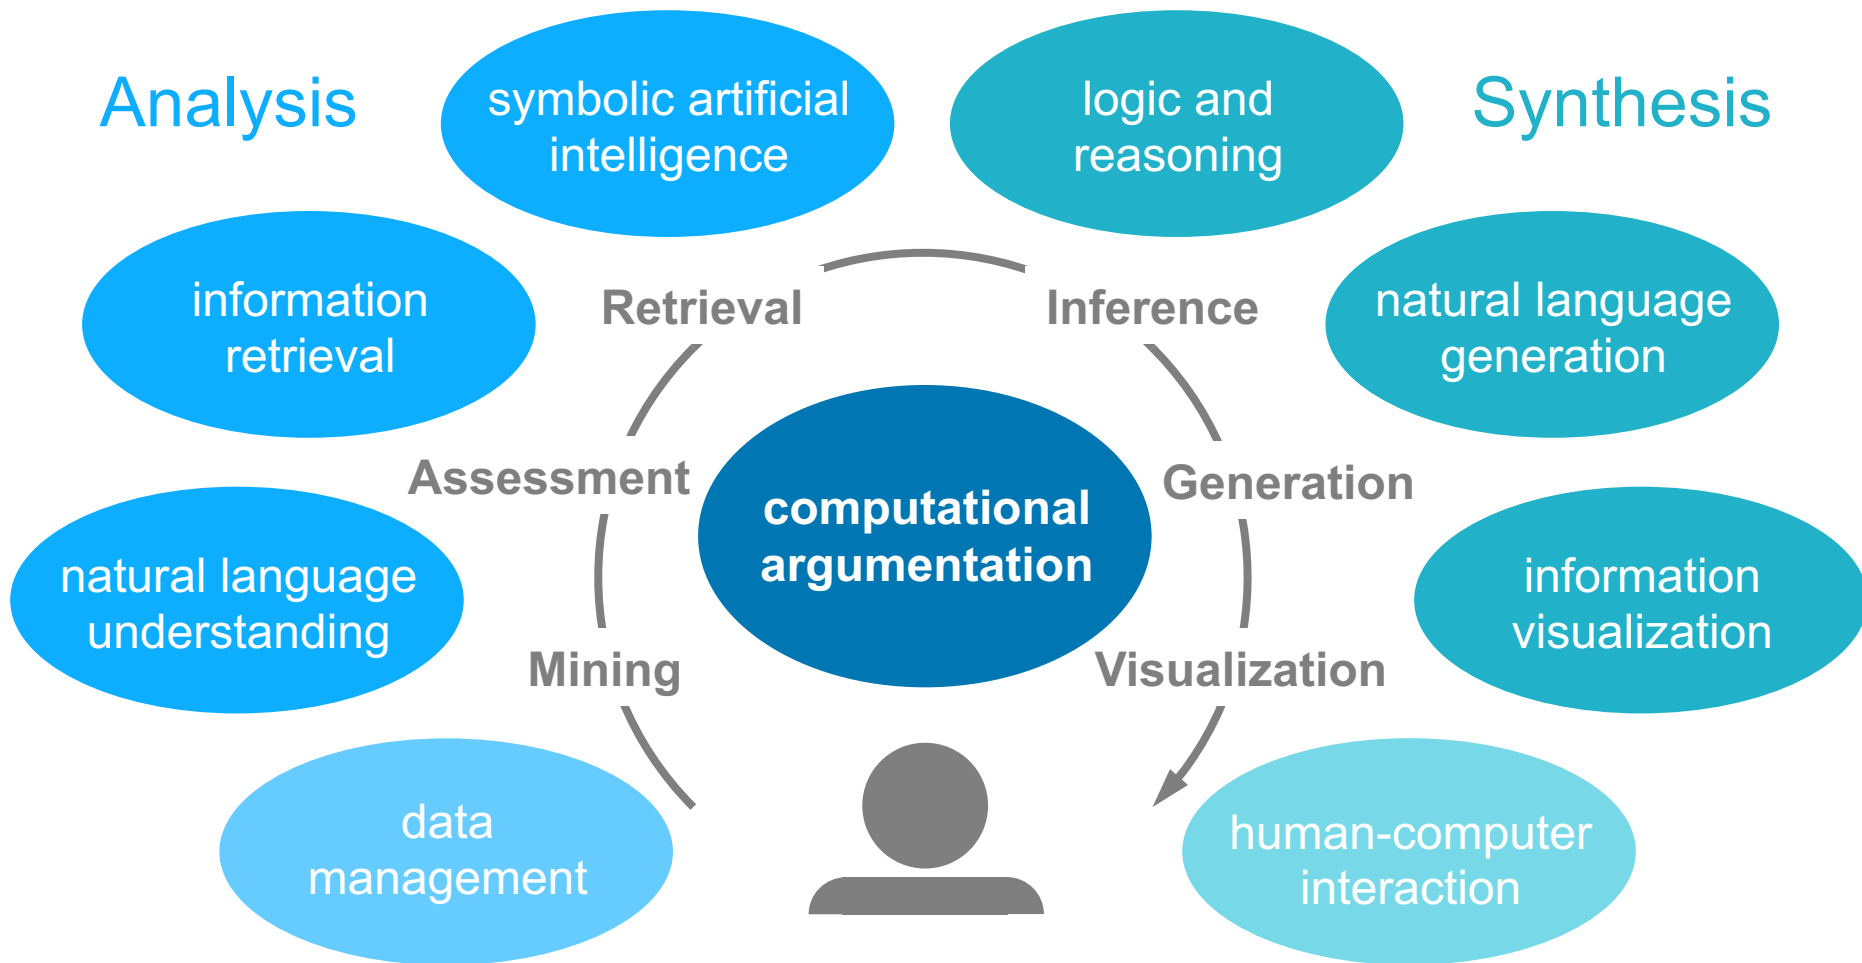 Analysis
symbolic artificial
intelligence
logic and
reasoning
Synthesis
information
retrieval
Retrieval
Inference
natural language
generation
Assessment
computational
argumentation
Generation
natural language
understanding
information
visualization
Mining
Visualization
data
management
human-computer
interaction